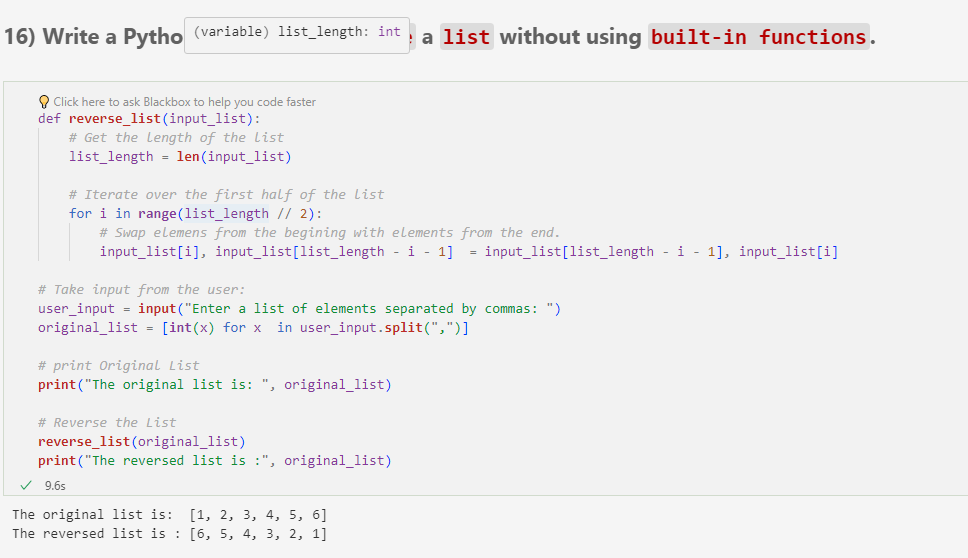 16) Write a Pytho (variable) list_length: int a list without using built-in functions.
Click here to ask Blackbox to help you code faster
def reverse_list(input_list):
# Get the length of the list
list_length = len(input_list)
# Iterate over the first half of the list
for i in range(list_length // 2):
# Swap elemens from the begining with elements from the end.
input_list[i], input_list[list_length - i - 1]  = input_list[list_length - i - 1], input_list[i]
# Take input from the user:
user_input = input("Enter a list of elements separated by commas: ")
original_list = [int(x) for x  in user_input.split(",")]
# print Original List
print("The original list is: ", original_list)
# Reverse the List
reverse_list(original_list)
print("The reversed list is :", original_list)
9.6s
The original list is:  [1, 2, 3, 4, 5, 6]
The reversed list is : [6, 5, 4, 3, 2, 1]